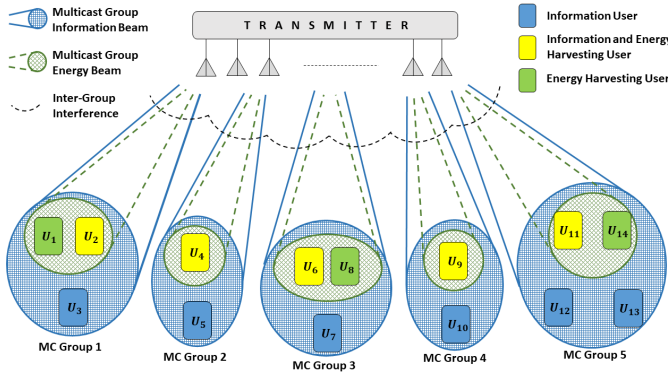 Multicast Group
Information Beam
Multicast Group
Energy Beam
Inter-Group
Interference
TRANSMITTER
Information User
Information and Energy
Harvesting User
Energy Harvesting User
U1
U2
U3
MC Group 1
U4
U5
MC Group 2
U6
U8
U7
MC Group 3
U9
U10
MC Group 4
U11
U14
U12
U13
MC Group 5